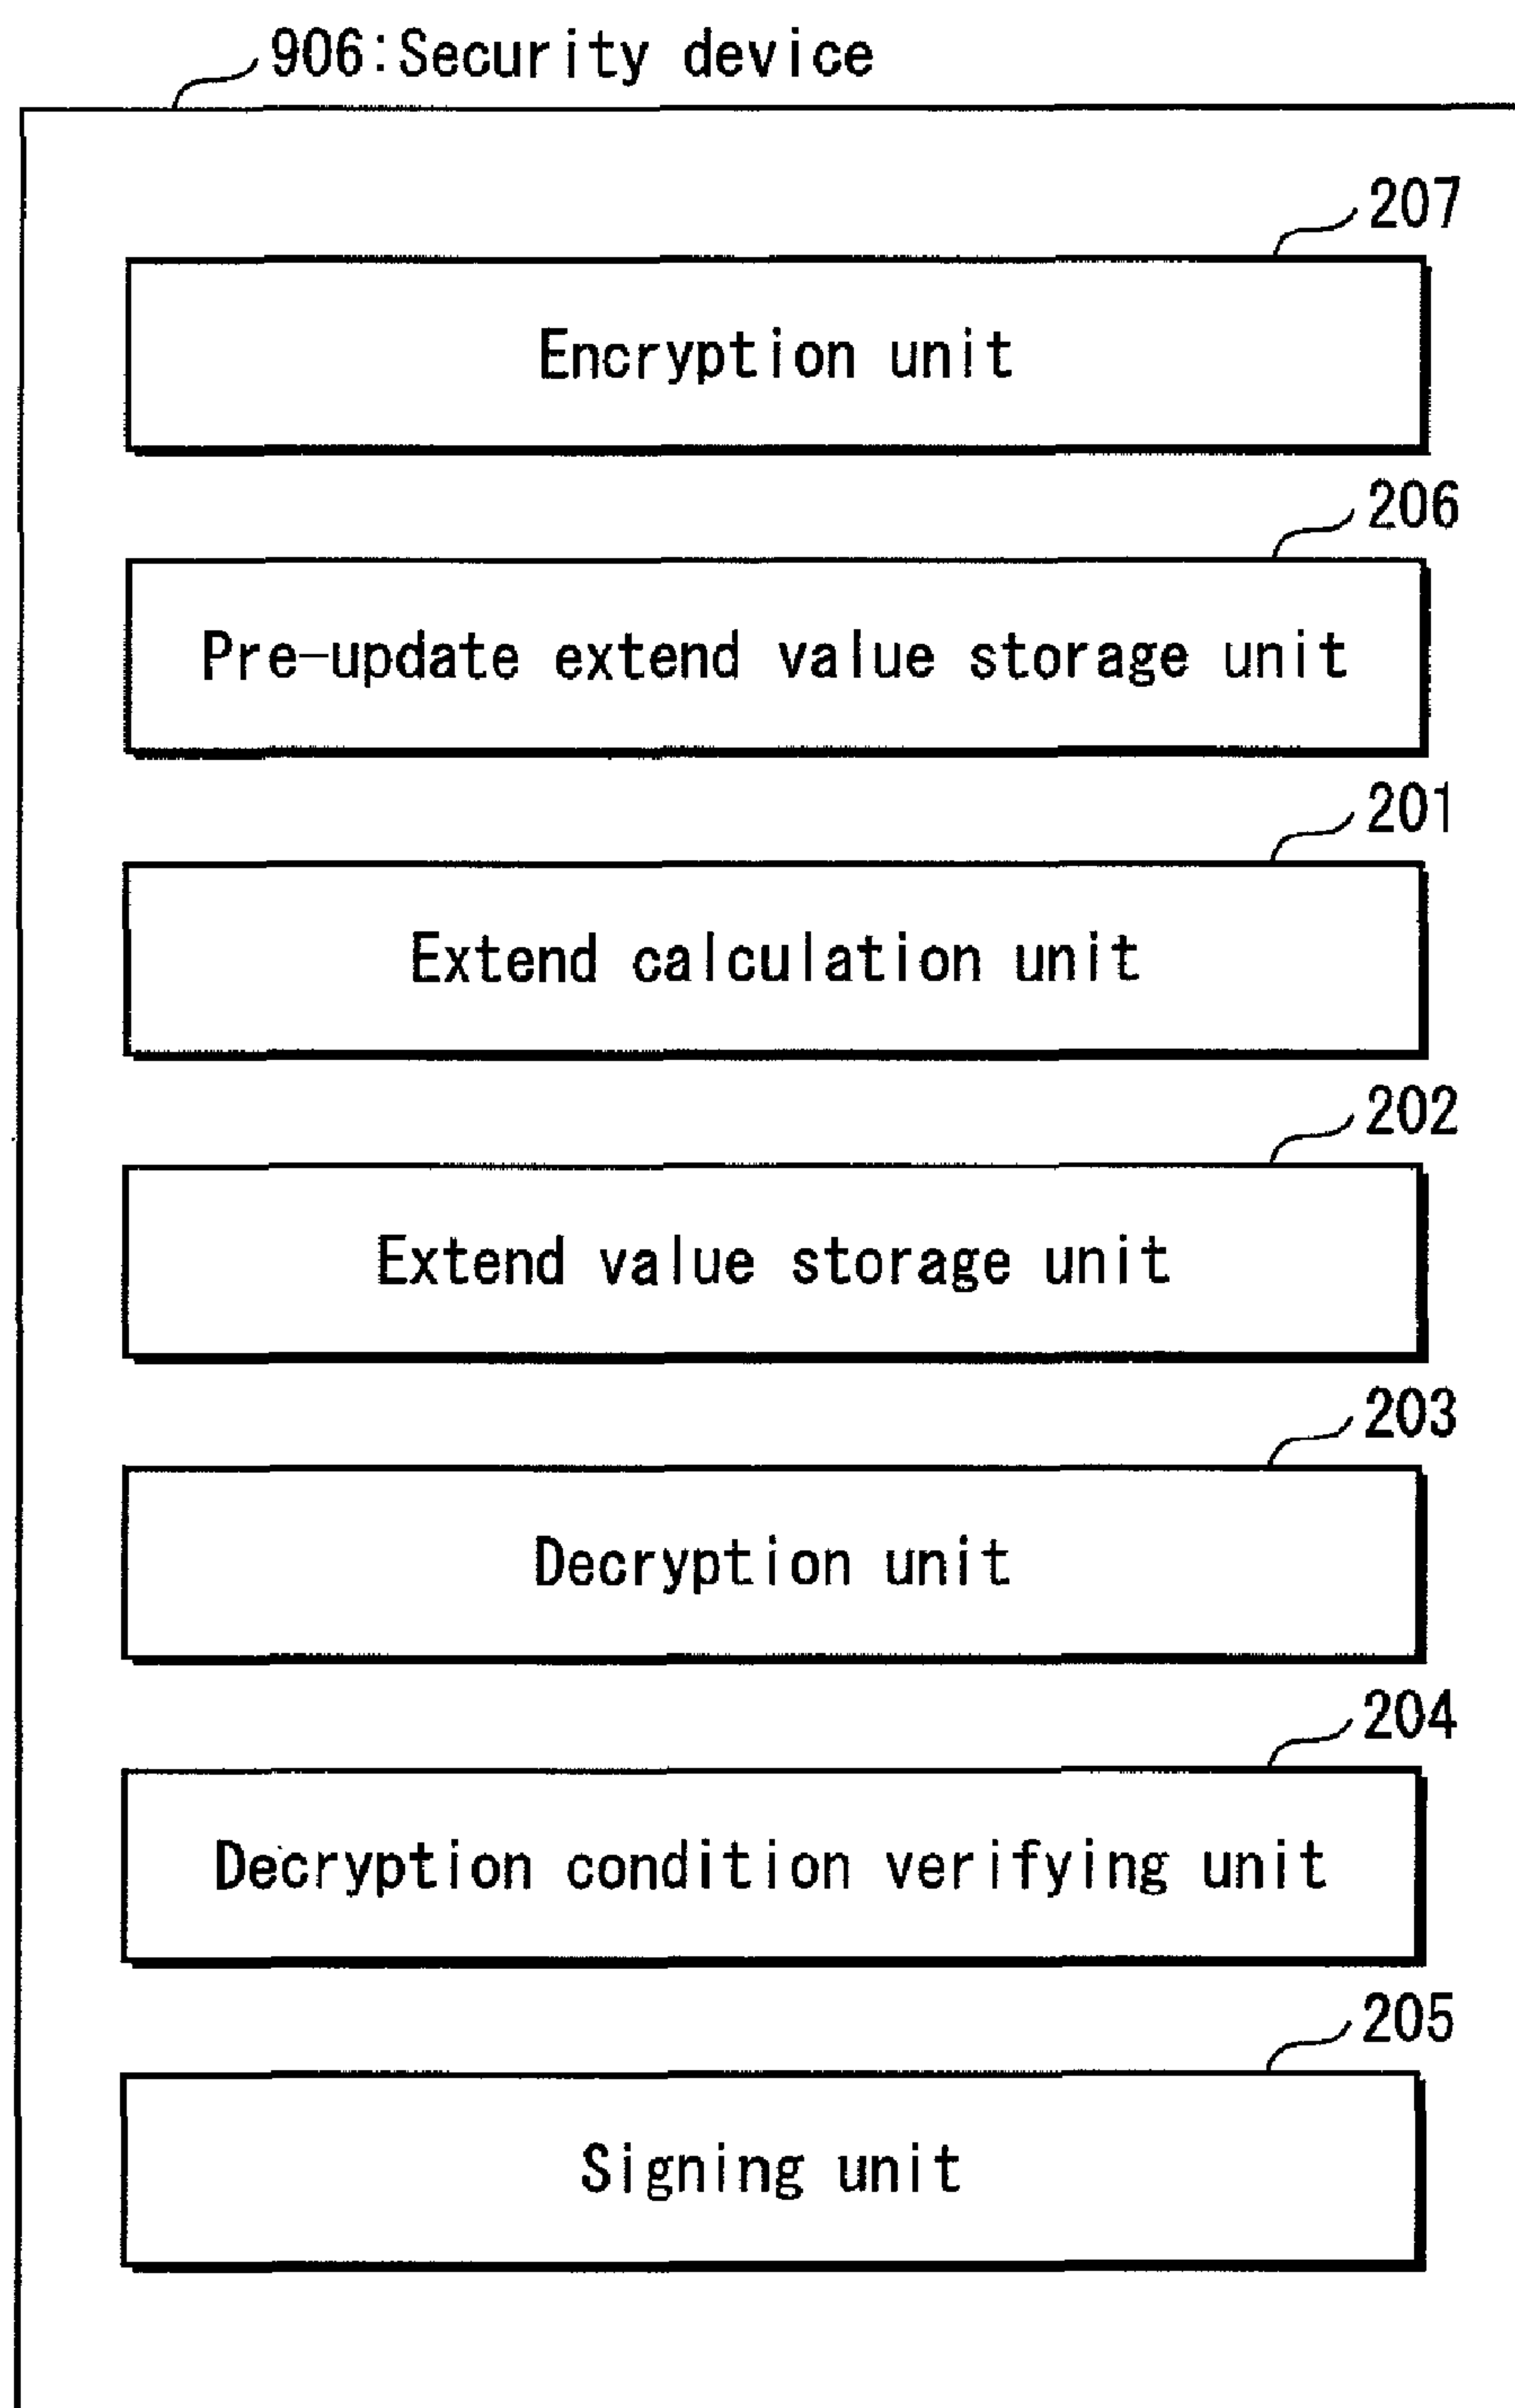 906:Security device
207
Encryption unit
206
Pre-update extend value storage unit
201
Extend calculation unit
202
Extend value storage unit
203
Decryption unit
204
Decryption condition verifying unit
205
Signing unit